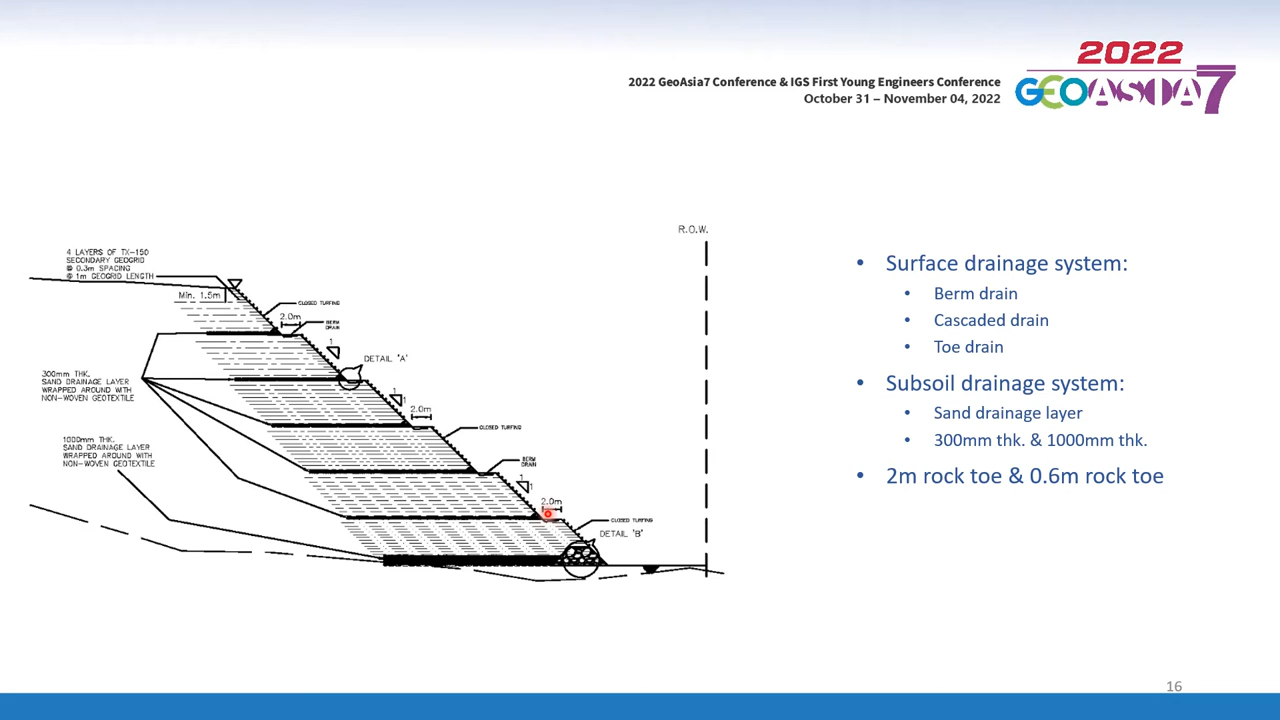 2022
2022 GeoAsia7 Conference & IGS First Young Engineers Conference
October 31 – November 04, 2022
GEOASIA7
R.O.W.
4 LAYERS OF TX-150
SECONDARY GEOGRID
@ 0.3m SPACING
@ 1m GEOGRID LENGTH
Min. 1.5m
CLOSED TURFING
2.0m
BERM
DRAIN
1
DETAIL 'A'
300mm THK.
SAND DRAINAGE LAYER
WRAPPED AROUND WITH
NON-WOVEN GEOTEXTILE
1
1
2.0m
CLOSED TURFING
1000mm THK.
SAND DRAINAGE LAYER
WRAPPED AROUND WITH
NON-WOVEN GEOTEXTILE
BERM
DRAIN
1
1
2.0m
CLOSED TURFING
DETAIL 'B'
• Surface drainage system:
• Berm drain
• Cascaded drain
• Toe drain
• Subsoil drainage system:
• Sand drainage layer
• 300mm thk. & 1000mm thk.
• 2m rock toe & 0.6m rock toe
16